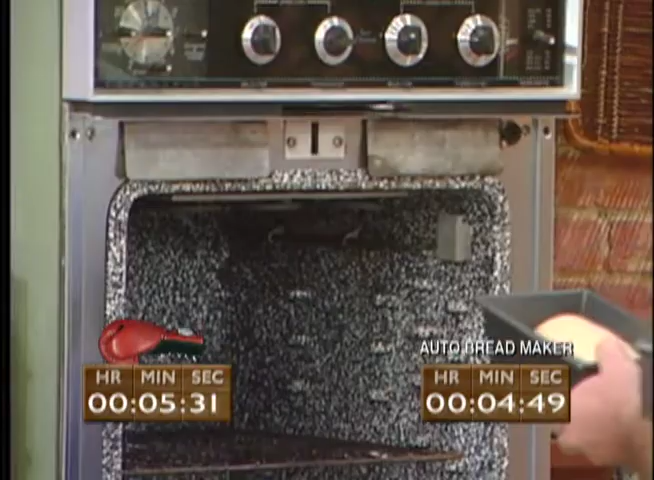 AUTO BREAD MAKER
HR MIN SEC
00:05:31
HR MIN SEC
00:04:49